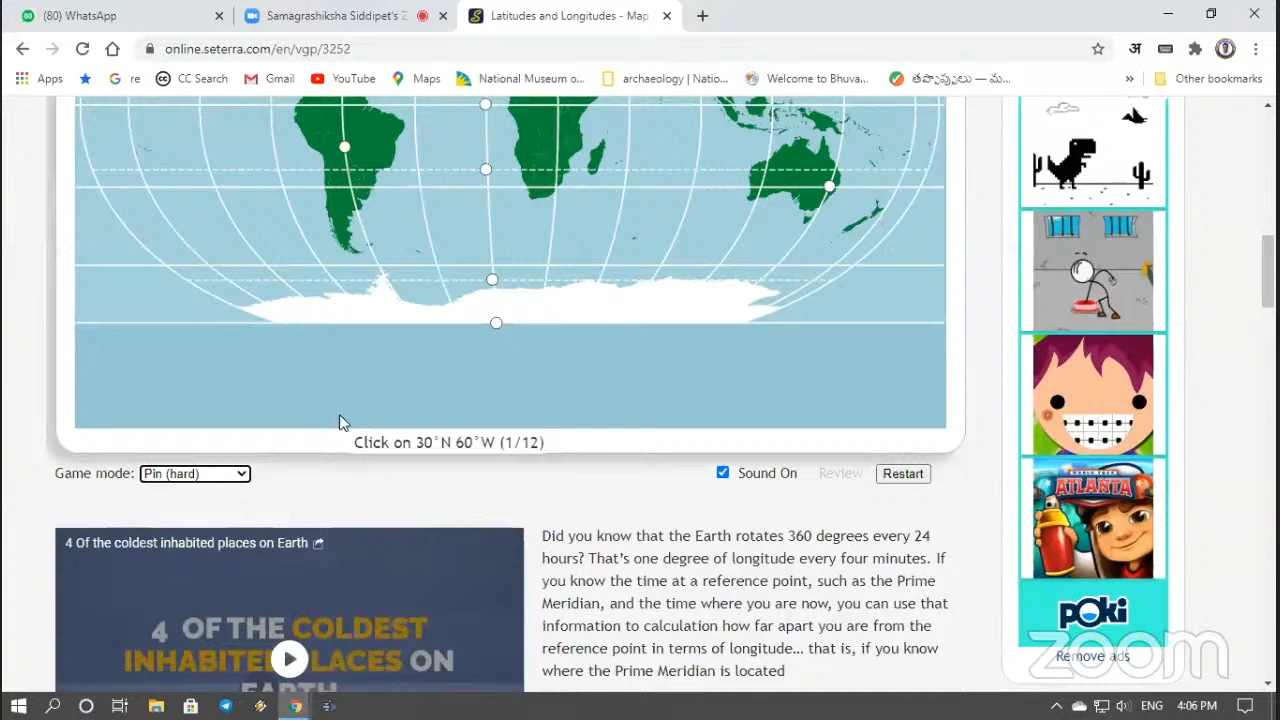 (80) WhatsApp
Samagrashiksha Siddipet's Z
Latitudes and Longitudes - Map
online.seterra.com/en/vgp/3252
अ
Apps
re
CC Search
Gmail
YouTube
Maps
National Museum o...
archaeology | Natio...
Welcome to Bhuva...
తప్పొప్పులు — మ...
Other bookmarks
Click on 30°N 60°W (1/12)
Game mode: Pin (hard)
Sound On
Review
Restart
4 Of the coldest inhabited places on Earth
4 OF THE COLDEST
INHABITED PLACES ON
EARTH
Did you know that the Earth rotates 360 degrees every 24
hours? That's one degree of longitude every four minutes. If
you know the time at a reference point, such as the Prime
Meridian, and the time where you are now, you can use that
information to calculation how far apart you are from the
reference point in terms of longitude... that is, if you know
where the Prime Meridian is located
ATLANTA
poki
Remove ads
zoom
ENG
4:06 PM